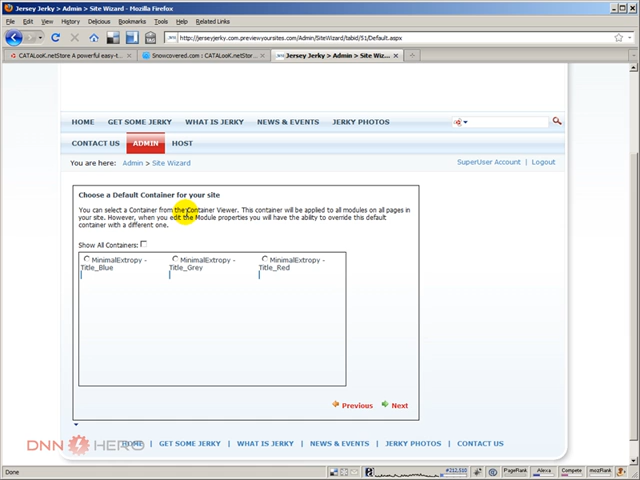 Jersey Jerky > Admin > Site Wizard - Mozilla Firefox
File Edit View History Delicious Bookmarks Tools Help Related Links
http://jerseyjerky.com.previewyoursites.com/Admin/SiteWizard/tabid/51/Default.aspx
CATALooK.netStore A powerful easy-t...
Snowcovered.com : CATALooK.netStor...
Jersey Jerky > Admin > Site Wiz...
HOME GET SOME JERKY WHAT IS JERKY NEWS & EVENTS JERKY PHOTOS
CONTACT US ADMIN HOST
You are here: Admin > Site Wizard
SuperUser Account | Logout
Choose a Default Container for your site
You can select a Container from the Container Viewer. This container will be applied to all modules on all pages in
your site. However, when you edit the Module properties you will have the ability to override this default
container with a different one.
Show All Containers:
MinimalExtropy -
Title_Blue
MinimalExtropy -
Title_Grey
MinimalExtropy -
Title_Red
Previous Next
DNN HERO
HOME | GET SOME JERKY | WHAT IS JERKY | NEWS & EVENTS | JERKY PHOTOS | CONTACT US
Done
#212,510
PageRank
Alexa
Compete
mozRank